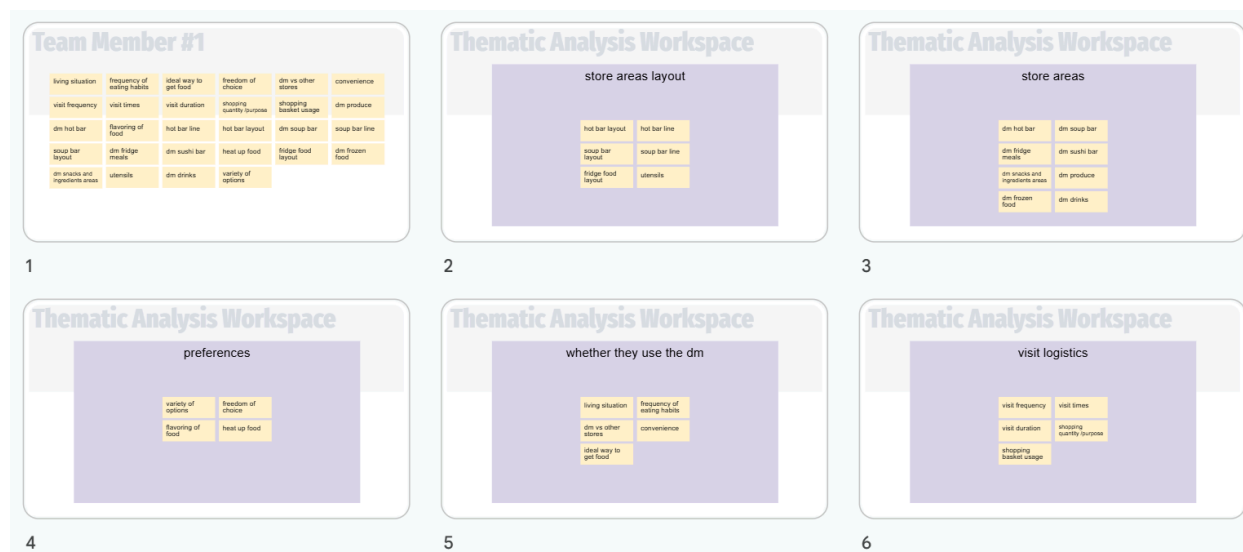 Team Member #1
living situation
frequency of
eating habits
ideal way to
get food
freedom of
choice
dm vs other
stores
convenience
visit frequency
visit times
visit duration
shopping
quantity /purpose
shopping
basket usage
dm produce
dm hot bar
flavoring of
food
hot bar line
hot bar layout
dm soup bar
soup bar line
soup bar
layout
dm fridge
meals
dm sushi bar
heat up food
fridge food
layout
dm frozen
food
dm snacks and
ingredients areas
utensils
dm drinks
variety of
options
1
Thematic Analysis Workspace
store areas layout
hot bar layout
hot bar line
soup bar
layout
soup bar line
fridge food
layout
utensils
2
Thematic Analysis Workspace
store areas
dm hot bar
dm soup bar
dm fridge
meals
dm sushi bar
dm snacks and
ingredients areas
dm produce
dm frozen
food
dm drinks
3
Thematic Analysis Workspace
preferences
variety of
options
freedom of
choice
flavoring of
food
heat up food
4
Thematic Analysis Workspace
whether they use the dm
living situation
frequency of
eating habits
dm vs other
stores
convenience
ideal way to
get food
5
Thematic Analysis Workspace
visit logistics
visit frequency
visit times
visit duration
shopping
quantity /purpose
shopping
basket usage
6